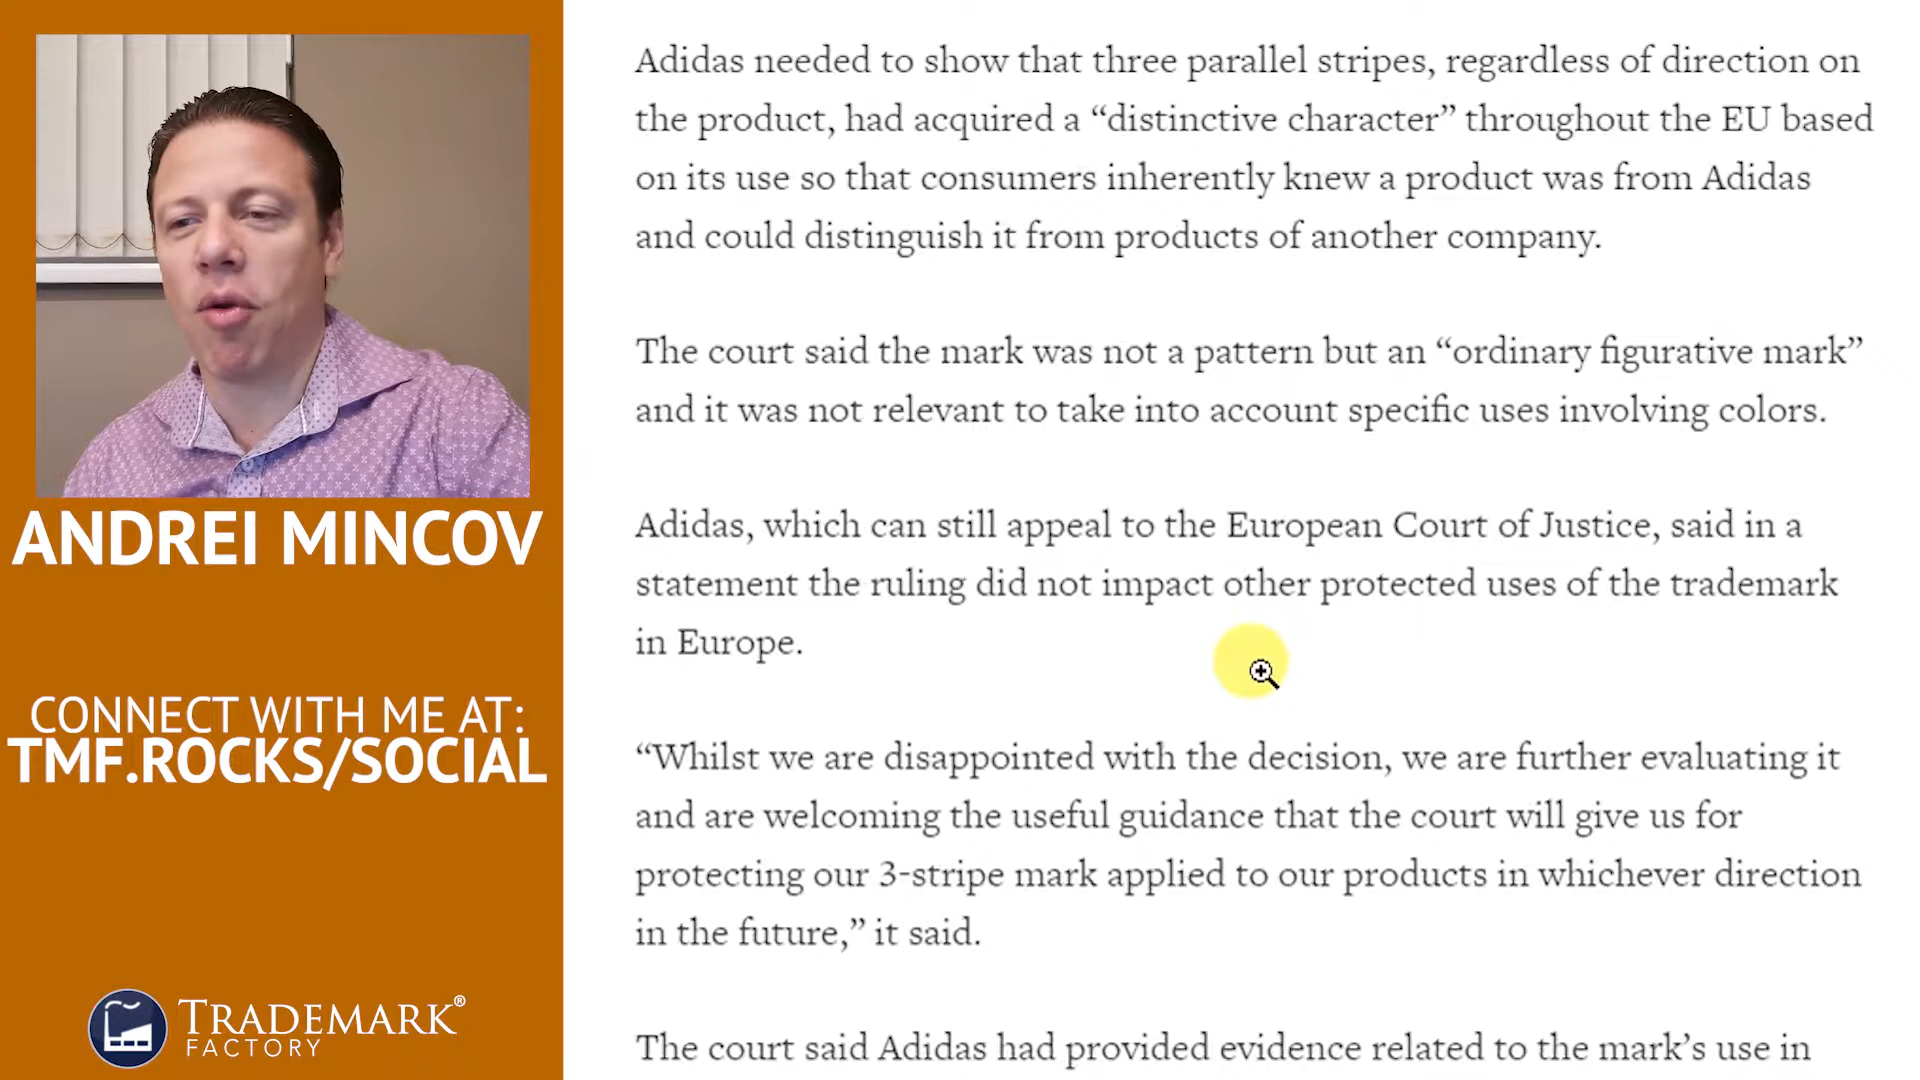 ANDREI MINCOV
CONNECT WITH ME AT:
TMF.ROCKS/SOCIAL
TRADEMARK®
FACTORY
Adidas needed to show that three parallel stripes, regardless of direction on
the product, had acquired a “distinctive character” throughout the EU based
on its use so that consumers inherently knew a product was from Adidas
and could distinguish it from products of another company.
The court said the mark was not a pattern but an “ordinary figurative mark”
and it was not relevant to take into account specific uses involving colors.
Adidas, which can still appeal to the European Court of Justice, said in a
statement the ruling did not impact other protected uses of the trademark
in Europe.
“Whilst we are disappointed with the decision, we are further evaluating it
and are welcoming the useful guidance that the court will give us for
protecting our 3-stripe mark applied to our products in whichever direction
in the future,” it said.
The court said Adidas had provided evidence related to the mark’s use in